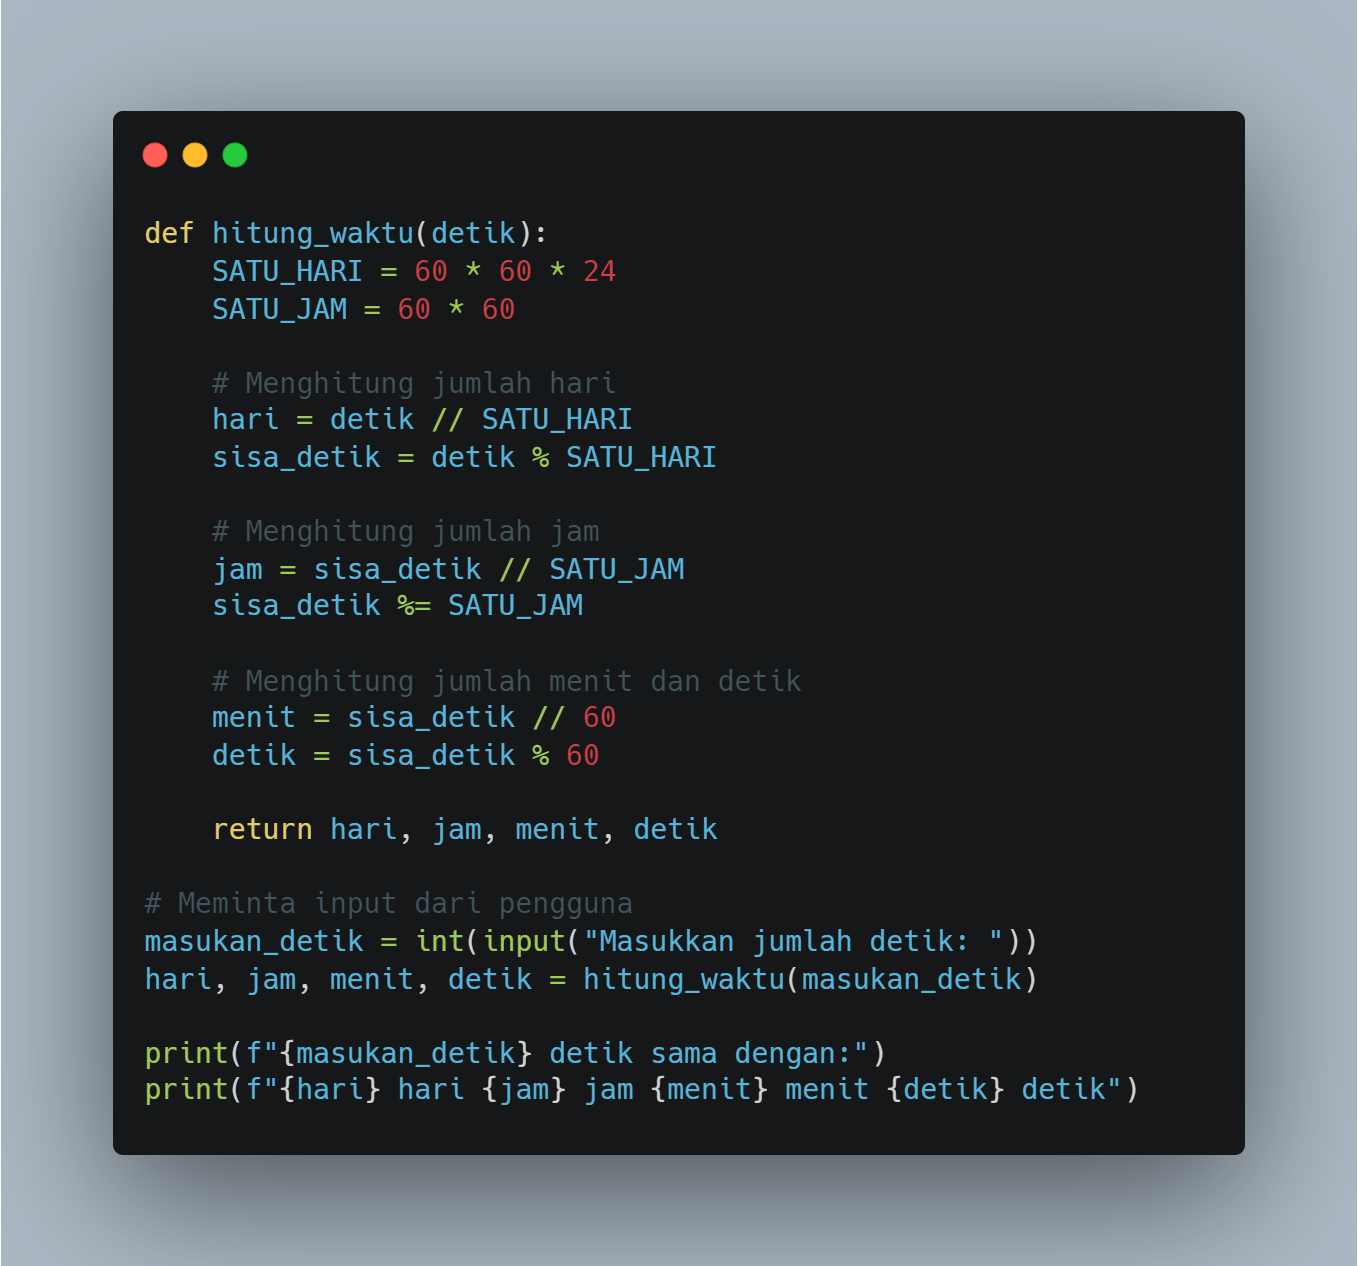 def hitung_waktu(detik):
    SATU_HARI = 60 * 60 * 24
    SATU_JAM = 60 * 60

    # Menghitung jumlah hari
    hari = detik // SATU_HARI
    sisa_detik = detik % SATU_HARI

    # Menghitung jumlah jam
    jam = sisa_detik // SATU_JAM
    sisa_detik %= SATU_JAM

    # Menghitung jumlah menit dan detik
    menit = sisa_detik // 60
    detik = sisa_detik % 60

    return hari, jam, menit, detik

# Meminta input dari pengguna
masukan_detik = int(input("Masukkan jumlah detik: "))
hari, jam, menit, detik = hitung_waktu(masukan_detik)

print(f"{masukan_detik} detik sama dengan:")
print(f"{hari} hari {jam} jam {menit} menit {detik} detik")